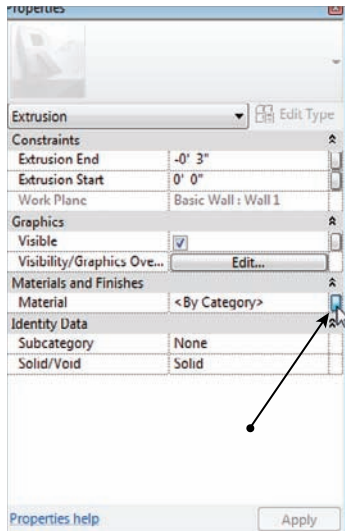 Properties
Extrusion Edit Type
Constraints
Extrusion End -0' 3"
Extrusion Start 0' 0"
Work Plane Basic Wall : Wall 1
Graphics
Visible
Visibility/Graphics Ove... Edit...
Materials and Finishes
Material <By Category>
Identity Data
Subcategory None
Solid/Void Solid
Properties help Apply